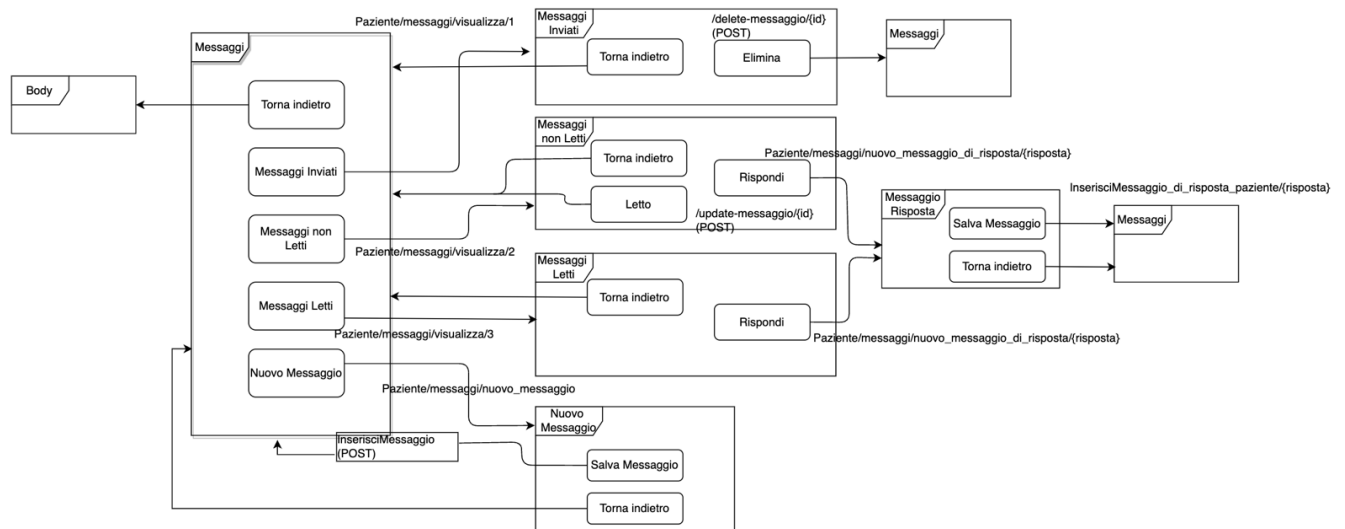 Paziente/messaggi/visualizza/1
Messaggi
Body
Torna indietro
Messaggi Inviati
Messaggi non
Letti
Messaggi Letti
Nuovo Messaggio
Messaggi
Inviati
Torna indietro
/delete-messaggio/{id}
(POST)
Elimina
Messaggi
Messaggi
non Letti
Torna indietro
Letto
Paziente/messaggi/nuovo_messaggio_di_risposta/{risposta}
Rispondi
/update-messaggio/{id}
(POST)
Paziente/messaggi/visualizza/2
Messaggio
Risposta
Salva Messaggio
Torna indietro
InserisciMessaggio_di_risposta_paziente/{risposta}
Messaggi
Messaggi
Letti
Torna indietro
Rispondi
Paziente/messaggi/visualizza/3
Paziente/messaggi/nuovo_messaggio_di_risposta/{risposta}
Paziente/messaggi/nuovo_messaggio
Nuovo
Messaggio
InserisciMessaggio
(POST)
Salva Messaggio
Torna indietro